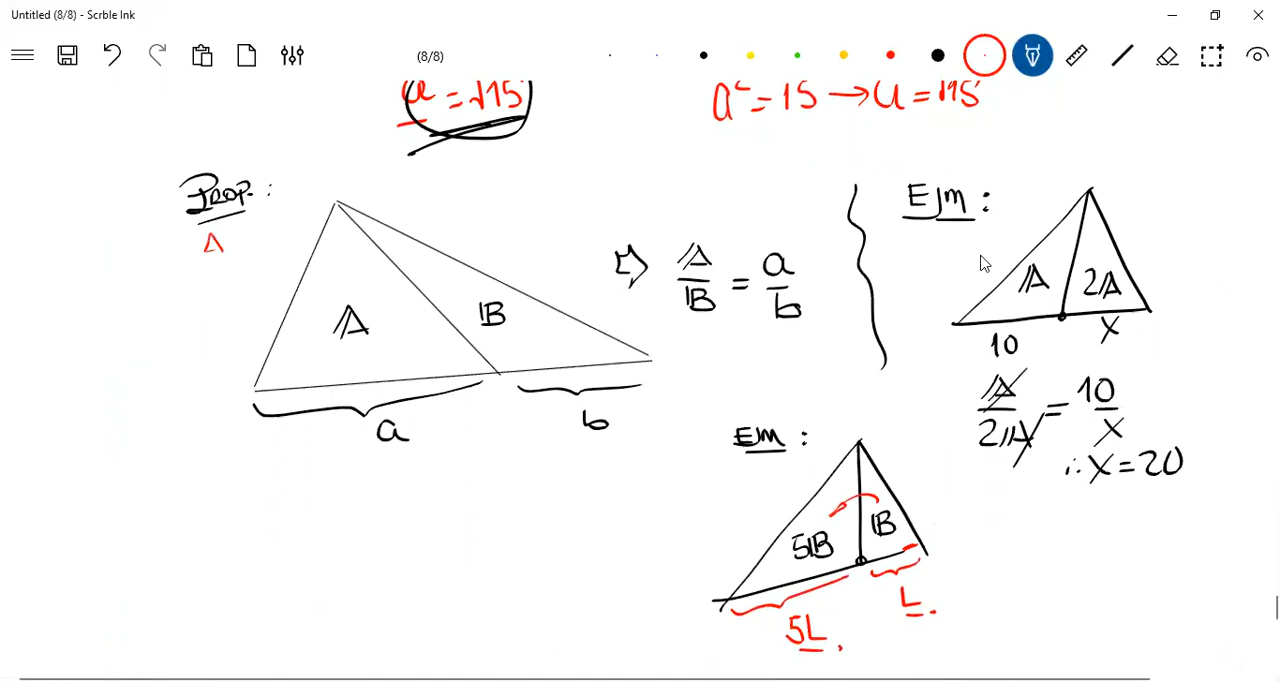 Untitled (8/8) - Scrble Ink
(8/8)
a = √15
a² = 15 → a = √15
Prop. :
Δ
A
B
a
b
⇨ A/B = a/b
Ejm :
A
2A
10
x
A/2A = 10/x
∴ x = 20
Em :
5B
B
5L.
L.